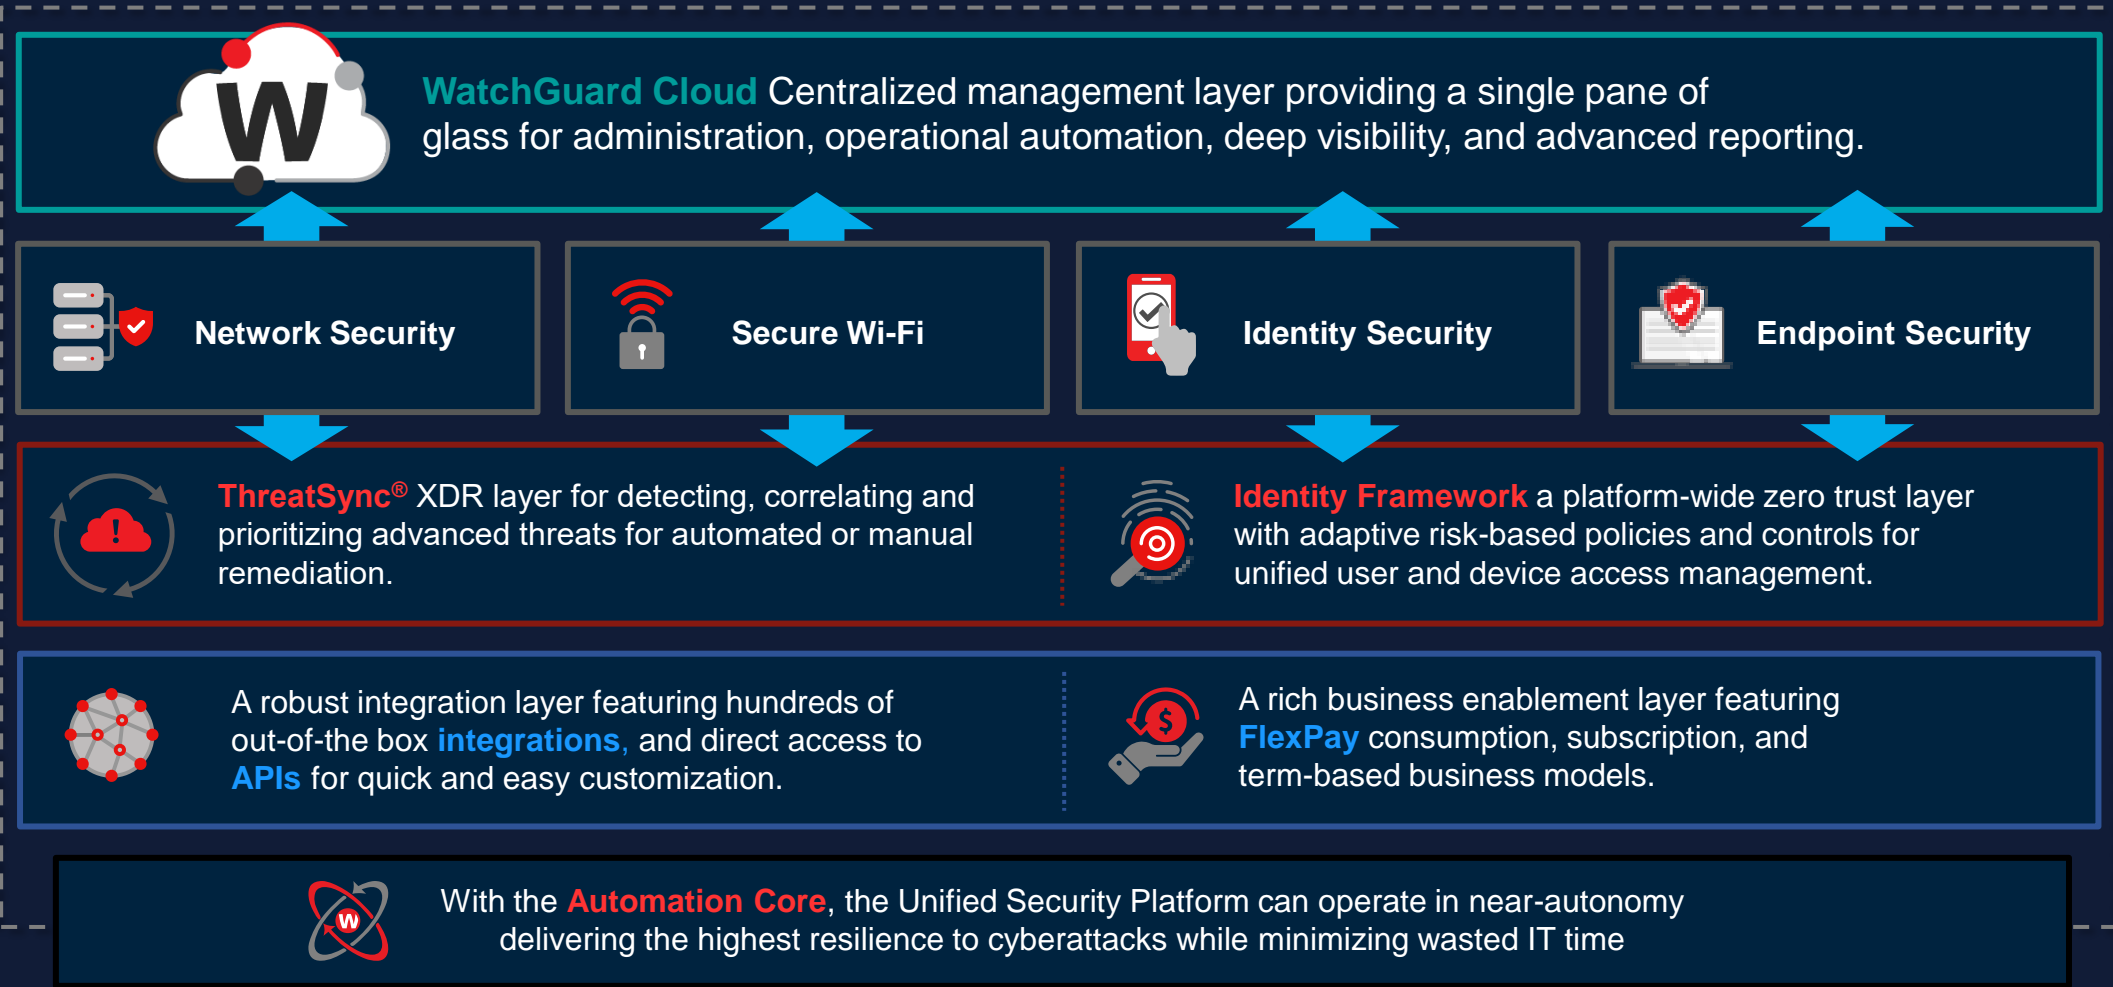 W
WatchGuard Cloud Centralized management layer providing a single pane of
glass for administration, operational automation, deep visibility, and advanced reporting.
Network Security
Secure Wi-Fi
Identity Security
Endpoint Security
ThreatSync® XDR layer for detecting, correlating and
prioritizing advanced threats for automated or manual
remediation.
Identity Framework a platform-wide zero trust layer
with adaptive risk-based policies and controls for
unified user and device access management.
A robust integration layer featuring hundreds of
out-of-the box integrations, and direct access to
APIs for quick and easy customization.
$
A rich business enablement layer featuring
FlexPay consumption, subscription, and
term-based business models.
W
With the Automation Core, the Unified Security Platform can operate in near-autonomy
delivering the highest resilience to cyberattacks while minimizing wasted IT time